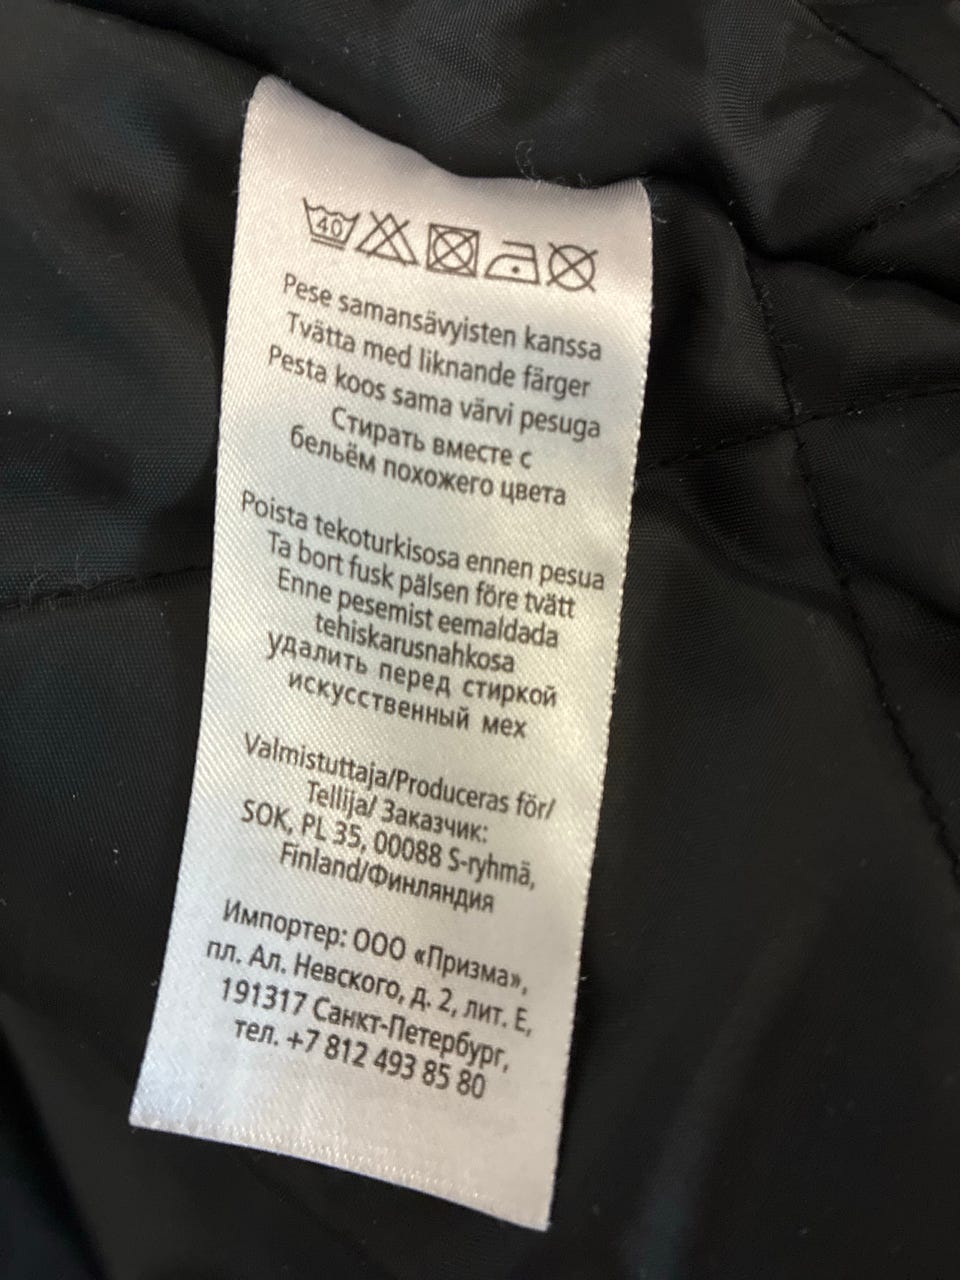 40
Pese samansävyisten kanssa
Tvätta med liknande färger
Pesta koos sama värvi pesuga
Стирать вместе с
бельём похожего цвета
Poista tekoturkisosa ennen pesua
Ta bort fusk pälsen före tvätt
Enne pesemist eemaldada
tehiskarusnahkosa
удалить перед стиркой
искусственный мех
Valmistuttaja/Produceras för/
Tellija/ Заказчик:
SOK, PL 35, 00088 S-ryhmä,
Finland/Финляндия
Импортер: ООО «Призма»,
пл. Ал. Невского, д. 2, лит. Е,
191317 Санкт-Петербург,
тел. +7 812 493 85 80